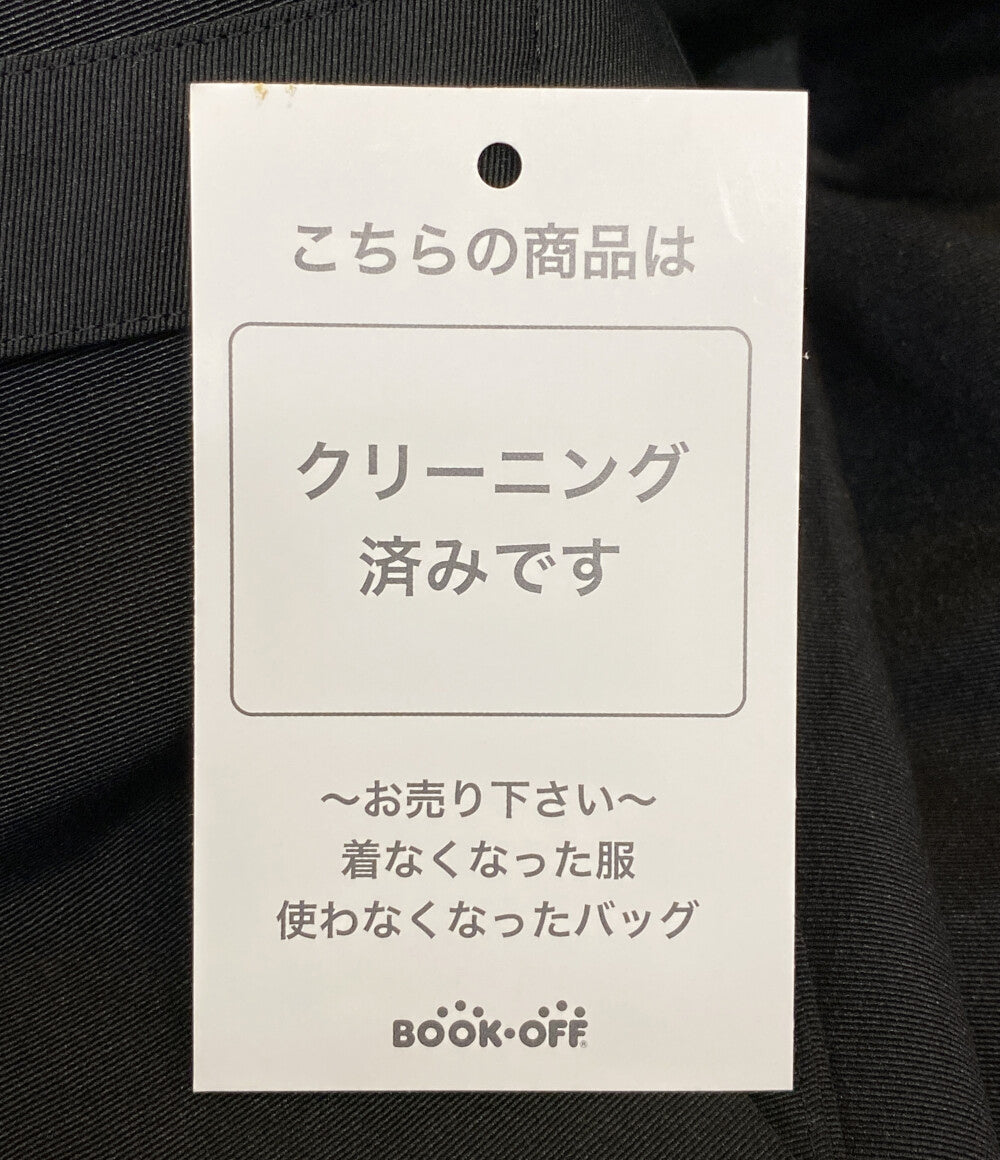 こちらの商品は
クリーニング
済みです
～お売り下さい～
着なくなった服
使わなくなったバッグ
BOOK・OFF®